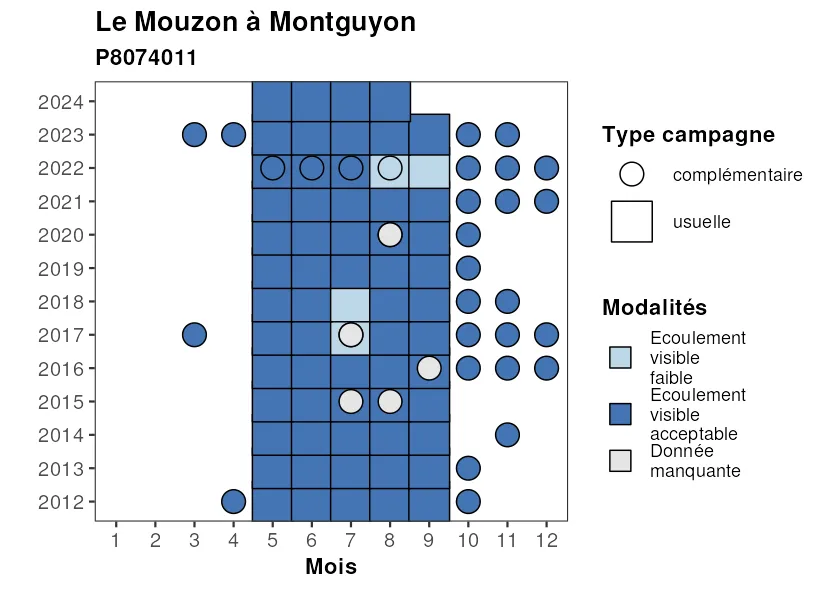 Le Mouzon à Montguyon
P8074011
2024
2023
2022
2021
2020
2019
2018
2017
2016
2015
2014
2013
2012
1 2 3 4 5 6 7 8 9 10 11 12
Mois
Type campagne
complémentaire
usuelle
Modalités
Ecoulement
visible
faible
Ecoulement
visible
acceptable
Donnée
manquante